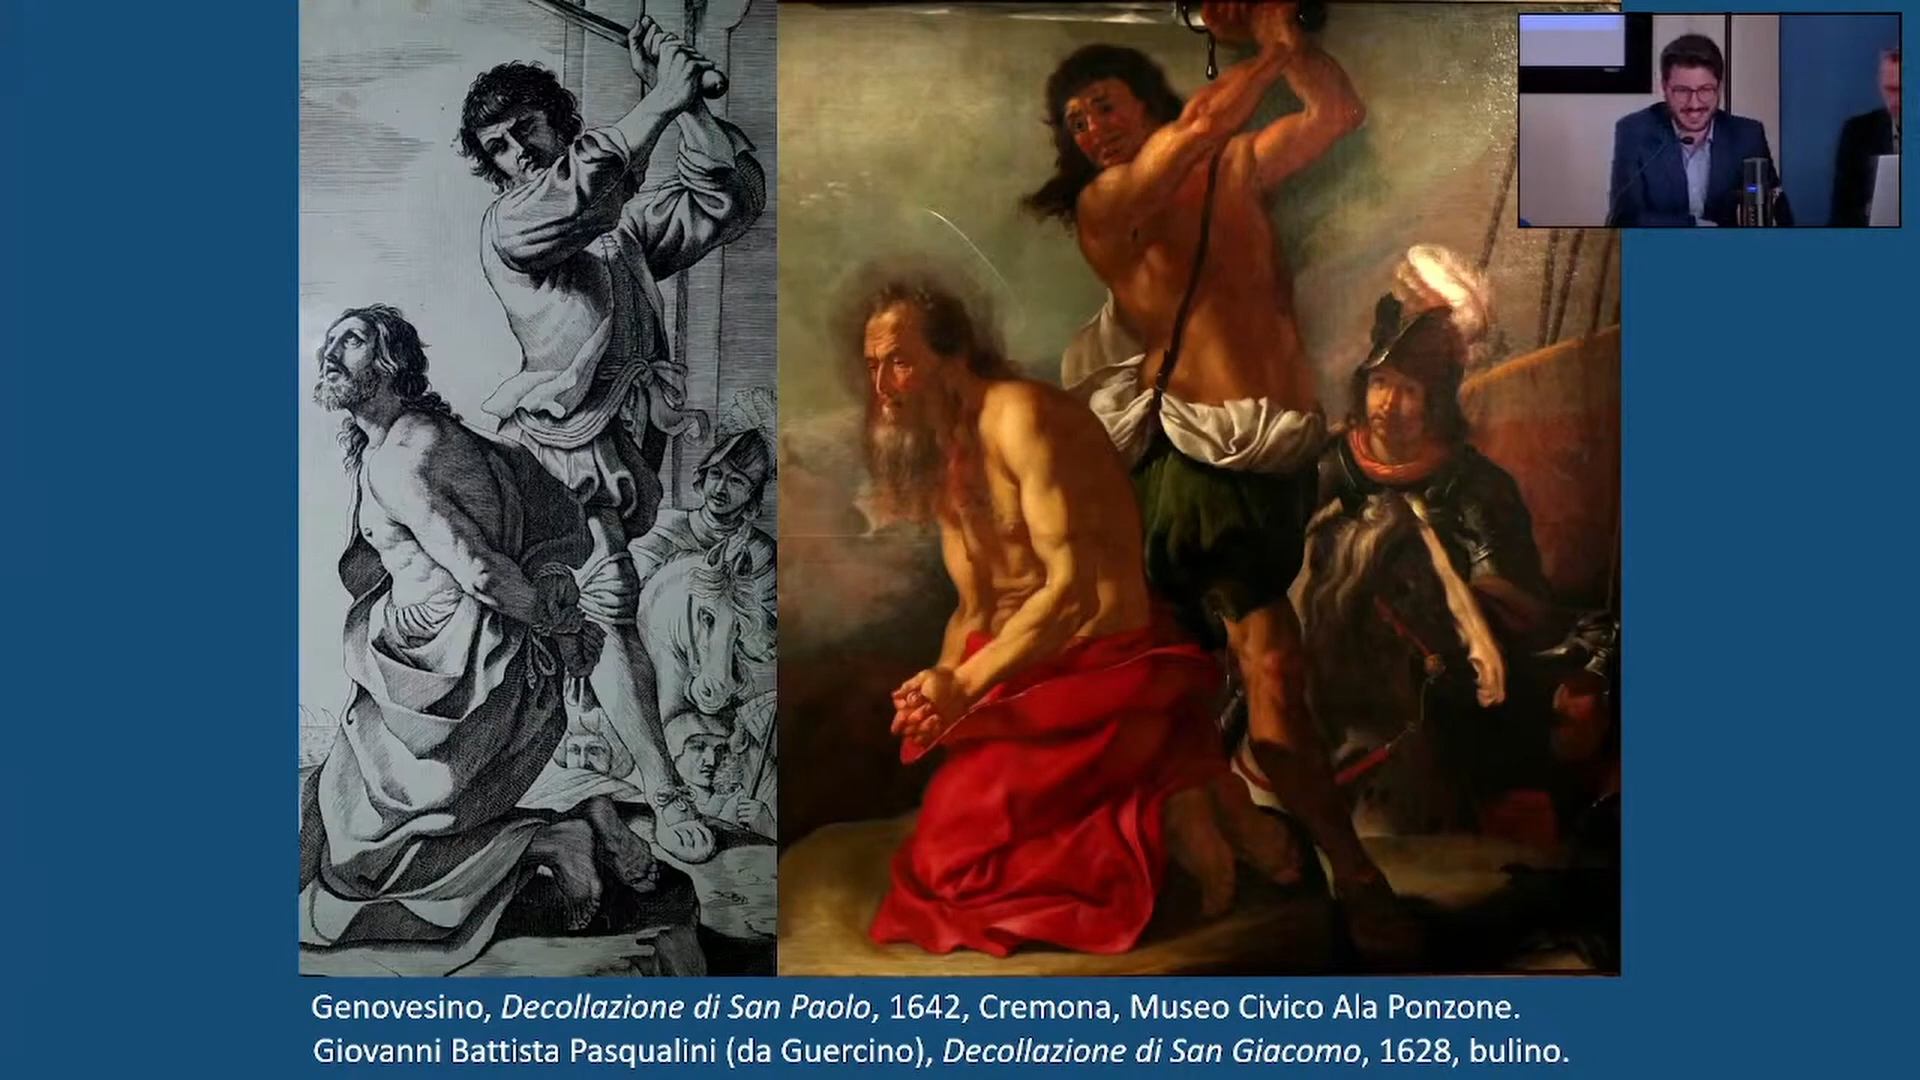 Genovesino, Decollazione di San Paolo, 1642, Cremona, Museo Civico Ala Ponzone.
Giovanni Battista Pasqualini (da Guercino), Decollazione di San Giacomo, 1628, bulino.